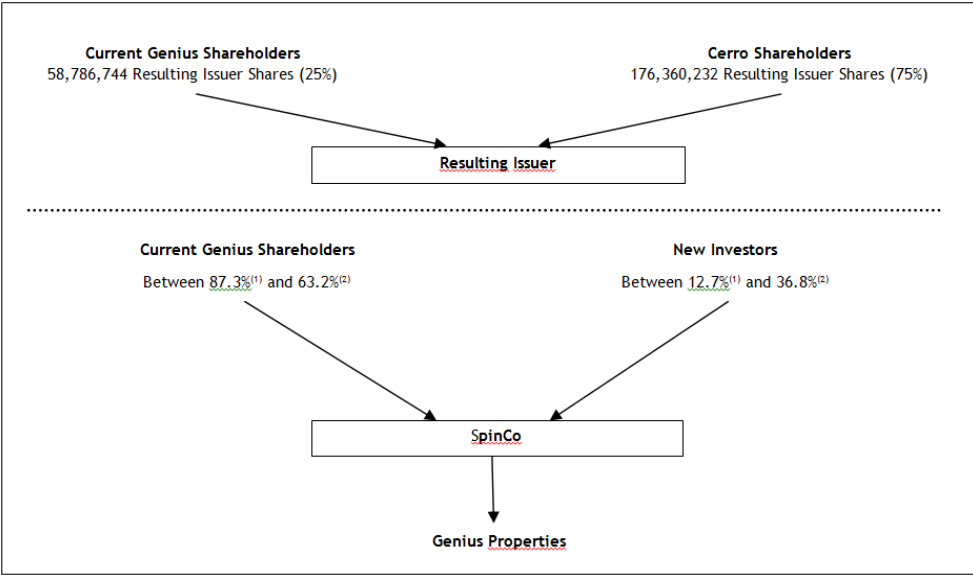 Current Genius Shareholders
58,786,744 Resulting Issuer Shares (25%)
Cerro Shareholders
176,360,232 Resulting Issuer Shares (75%)
Resulting Issuer
Current Genius Shareholders
Between 87.3%(1) and 63.2%(2)
New Investors
Between 12.7%(1) and 36.8%(2)
SpinCo
Genius Properties